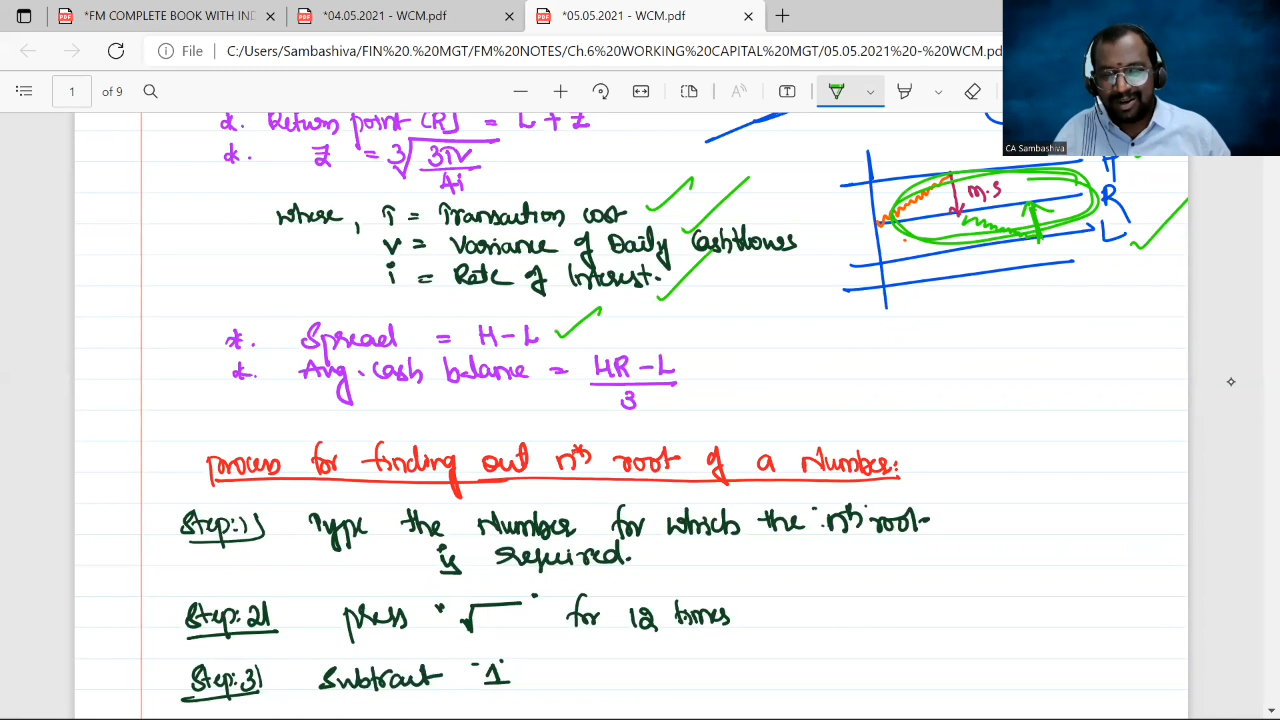 *FM COMPLETE BOOK WITH IND
*04.05.2021 - WCM.pdf
*05.05.2021 - WCM.pdf
File
C:/Users/Sambashiva/FIN%20.%20MGT/FM%20NOTES/Ch.6%20WORKING%20CAPITAL%20MGT/05.05.2021%20-%20WCM.pd
1 of 9
CA Sambashiva
*. Return point (R) = L + Z
*. Z = ∛(3TV/4i)
where, T = Transaction cost
V = Variance of Daily Cashflows
i = Rate of Interest.
H
M.S
R
L
*. Spread = H - L
*. Avg. cash balance = (4R - L)/3
process for finding out nth root of a Number:
Step:1) Type the Number for which the "nth" root
is required.
Step:2) press "√" for 12 times
Step:3) Subtract "1"